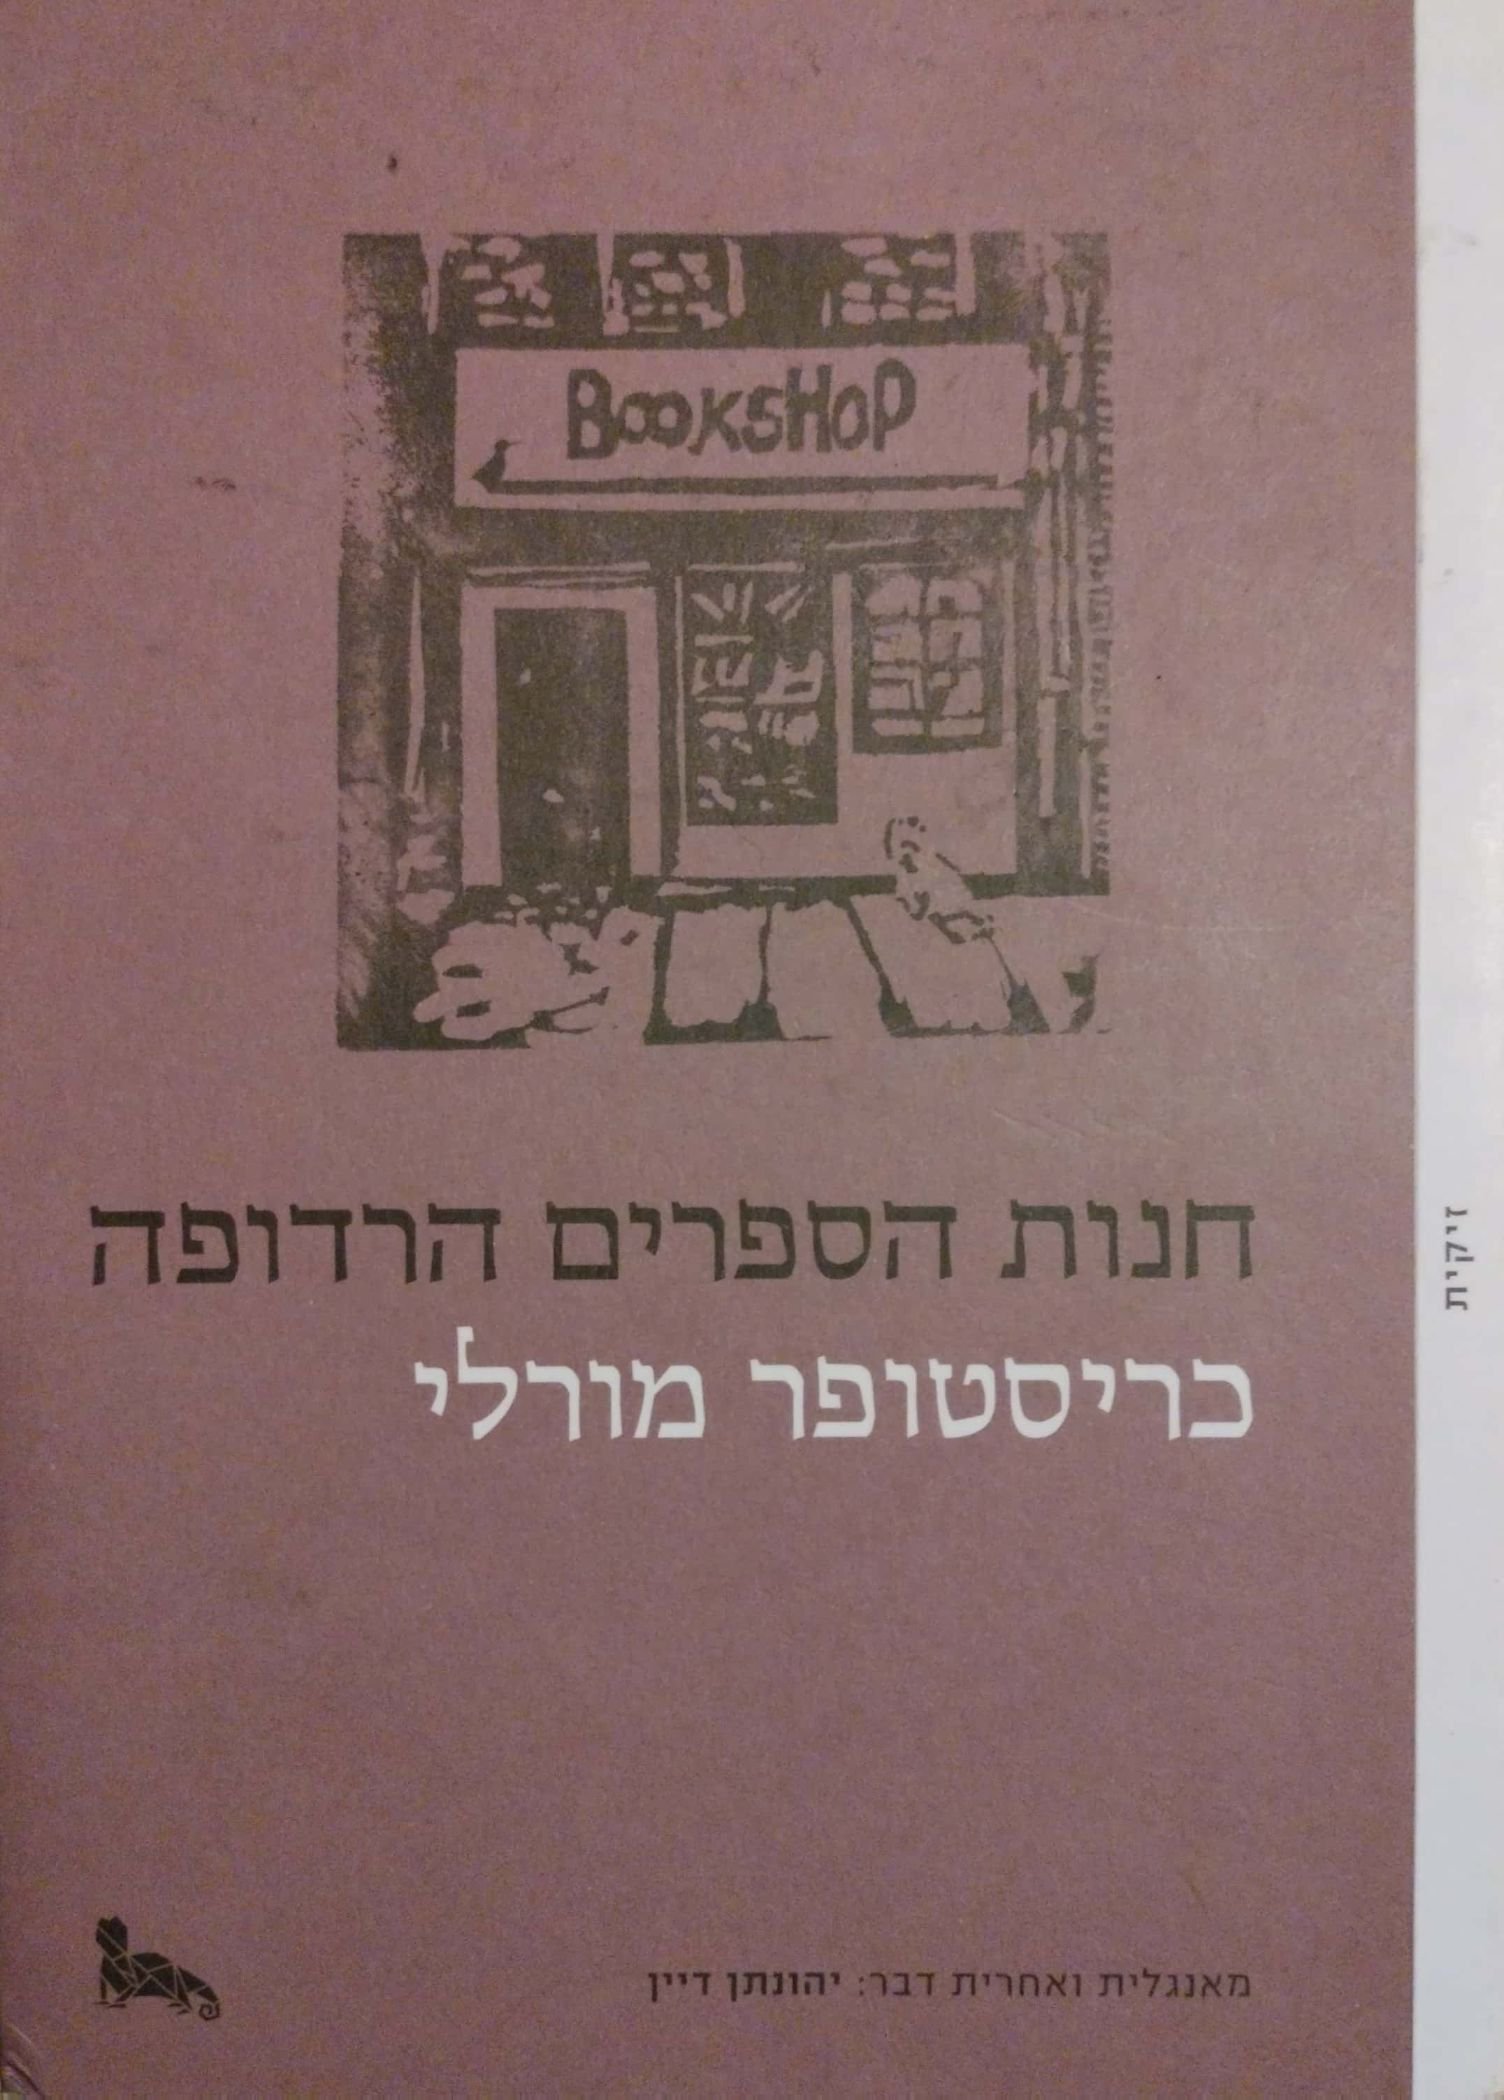 BOOKSHOP
חנות הספרים הרדופה
כריסטופר מורלי
זיקית
מאנגלית ואחרית דבר: יהונתן דיין